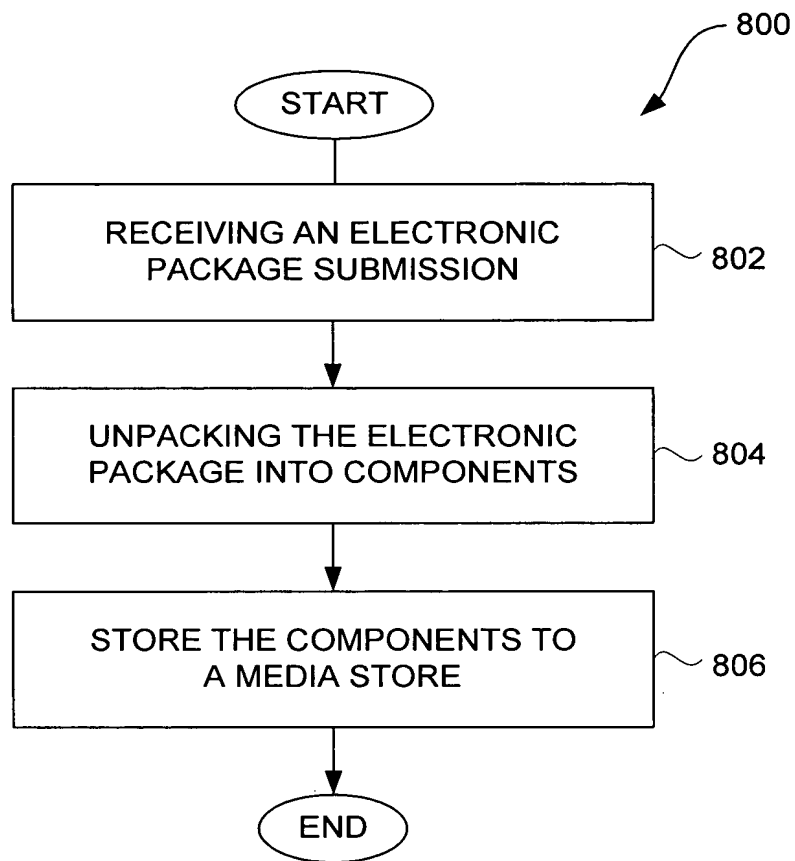 800
START
RECEIVING AN ELECTRONIC
PACKAGE SUBMISSION
802
UNPACKING THE ELECTRONIC
PACKAGE INTO COMPONENTS
804
STORE THE COMPONENTS TO
A MEDIA STORE
806
END